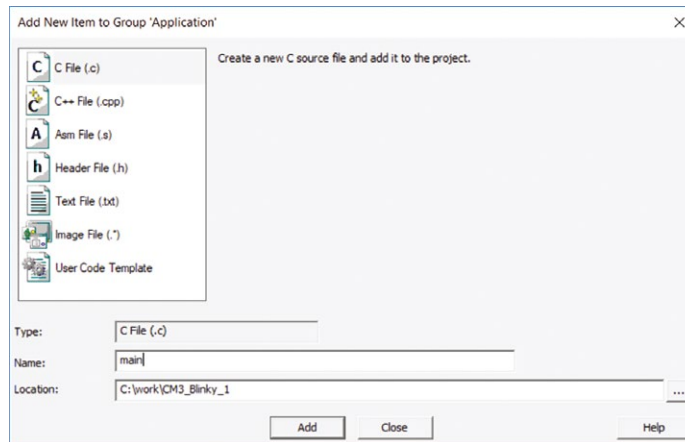 Add New Item to Group 'Application'
C File (.c)
Create a new C source file and add it to the project.
C++ File (.cpp)
Asm File (.s)
Header File (.h)
Text File (.txt)
Image File (.*)
User Code Template
Type:
C File (.c)
Name:
main
Location:
C:\work\CM3_Blinky_1
...
Add
Close
Help